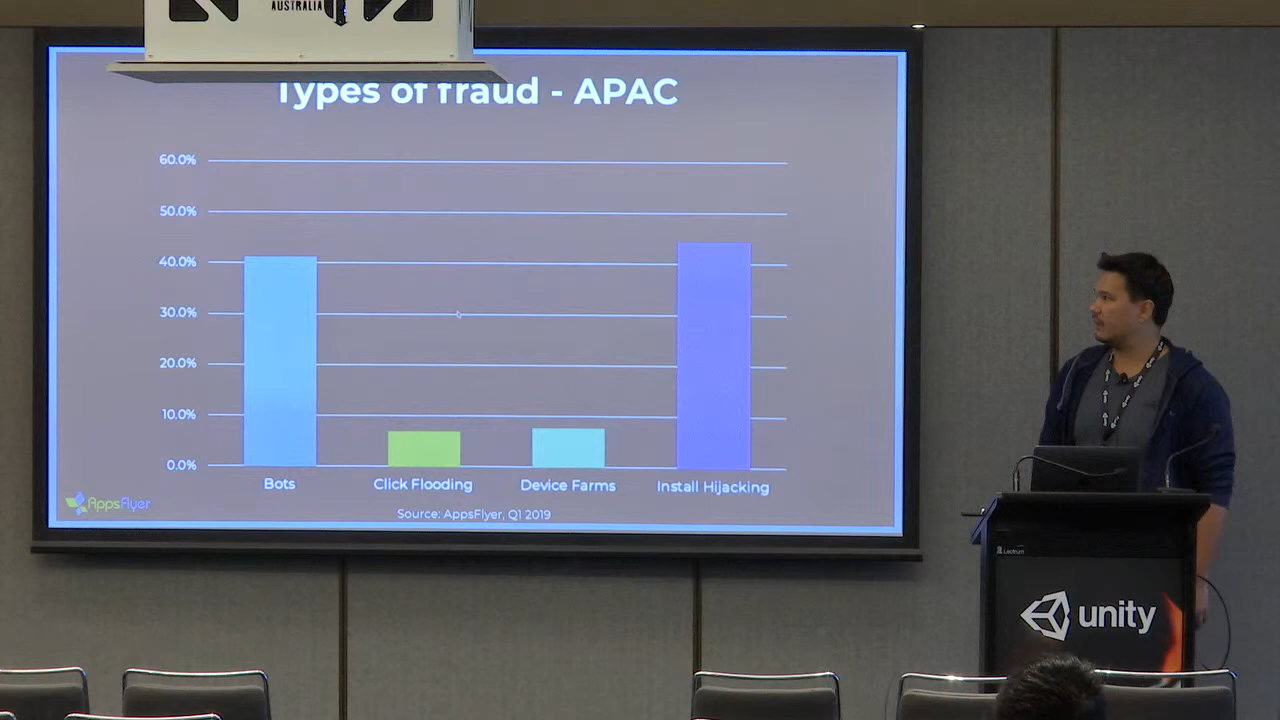 AUSTRALIA
Types of fraud - APAC
60.0%
50.0%
40.0%
30.0%
20.0%
10.0%
0.0%
Bots
Click Flooding
Device Farms
Install Hijacking
AppsFlyer
Source: AppsFlyer, Q1 2019
Lectrum
unity